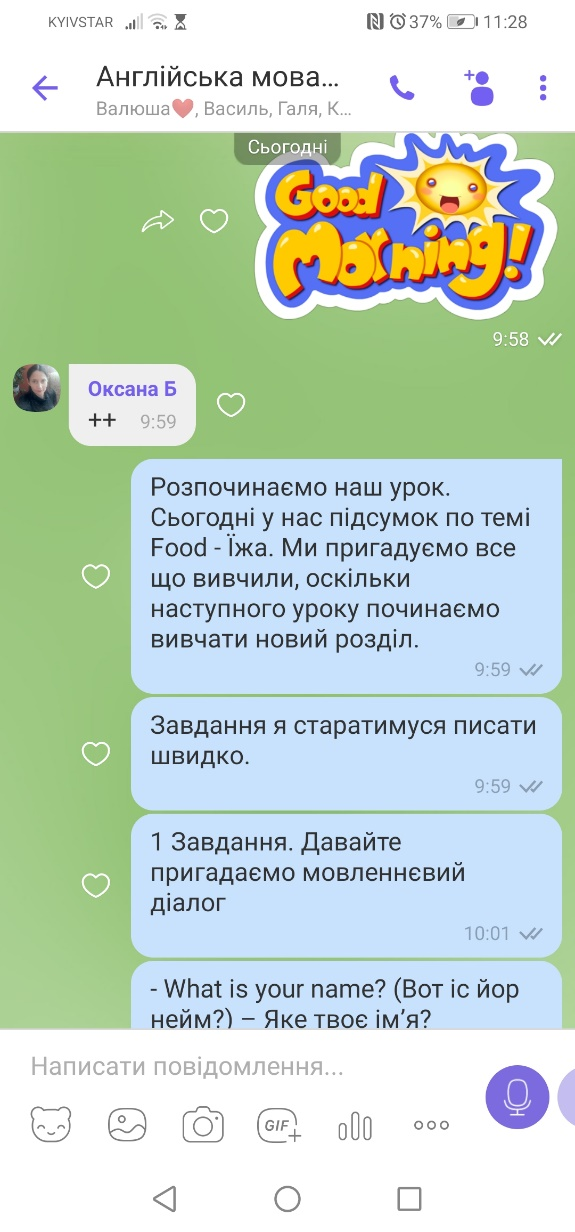 KYIVSTAR
37%
11:28
Англійська мова...
Валюша❤️, Василь, Галя, К...
Сьогодні
Good
Morning!
9:58
Оксана Б
++ 9:59
Розпочинаємо наш урок.
Сьогодні у нас підсумок по темі
Food - Їжа. Ми пригадуємо все
що вивчили, оскільки
наступного уроку починаємо
вивчати новий розділ.
9:59
Завдання я старатимуся писати
швидко.
9:59
1 Завдання. Давайте
пригадаємо мовленнєвий
діалог
10:01
- What is your name? (Вот іс йор
нейм?) – Яке твоє ім’я?
Написати повідомлення...
GIF